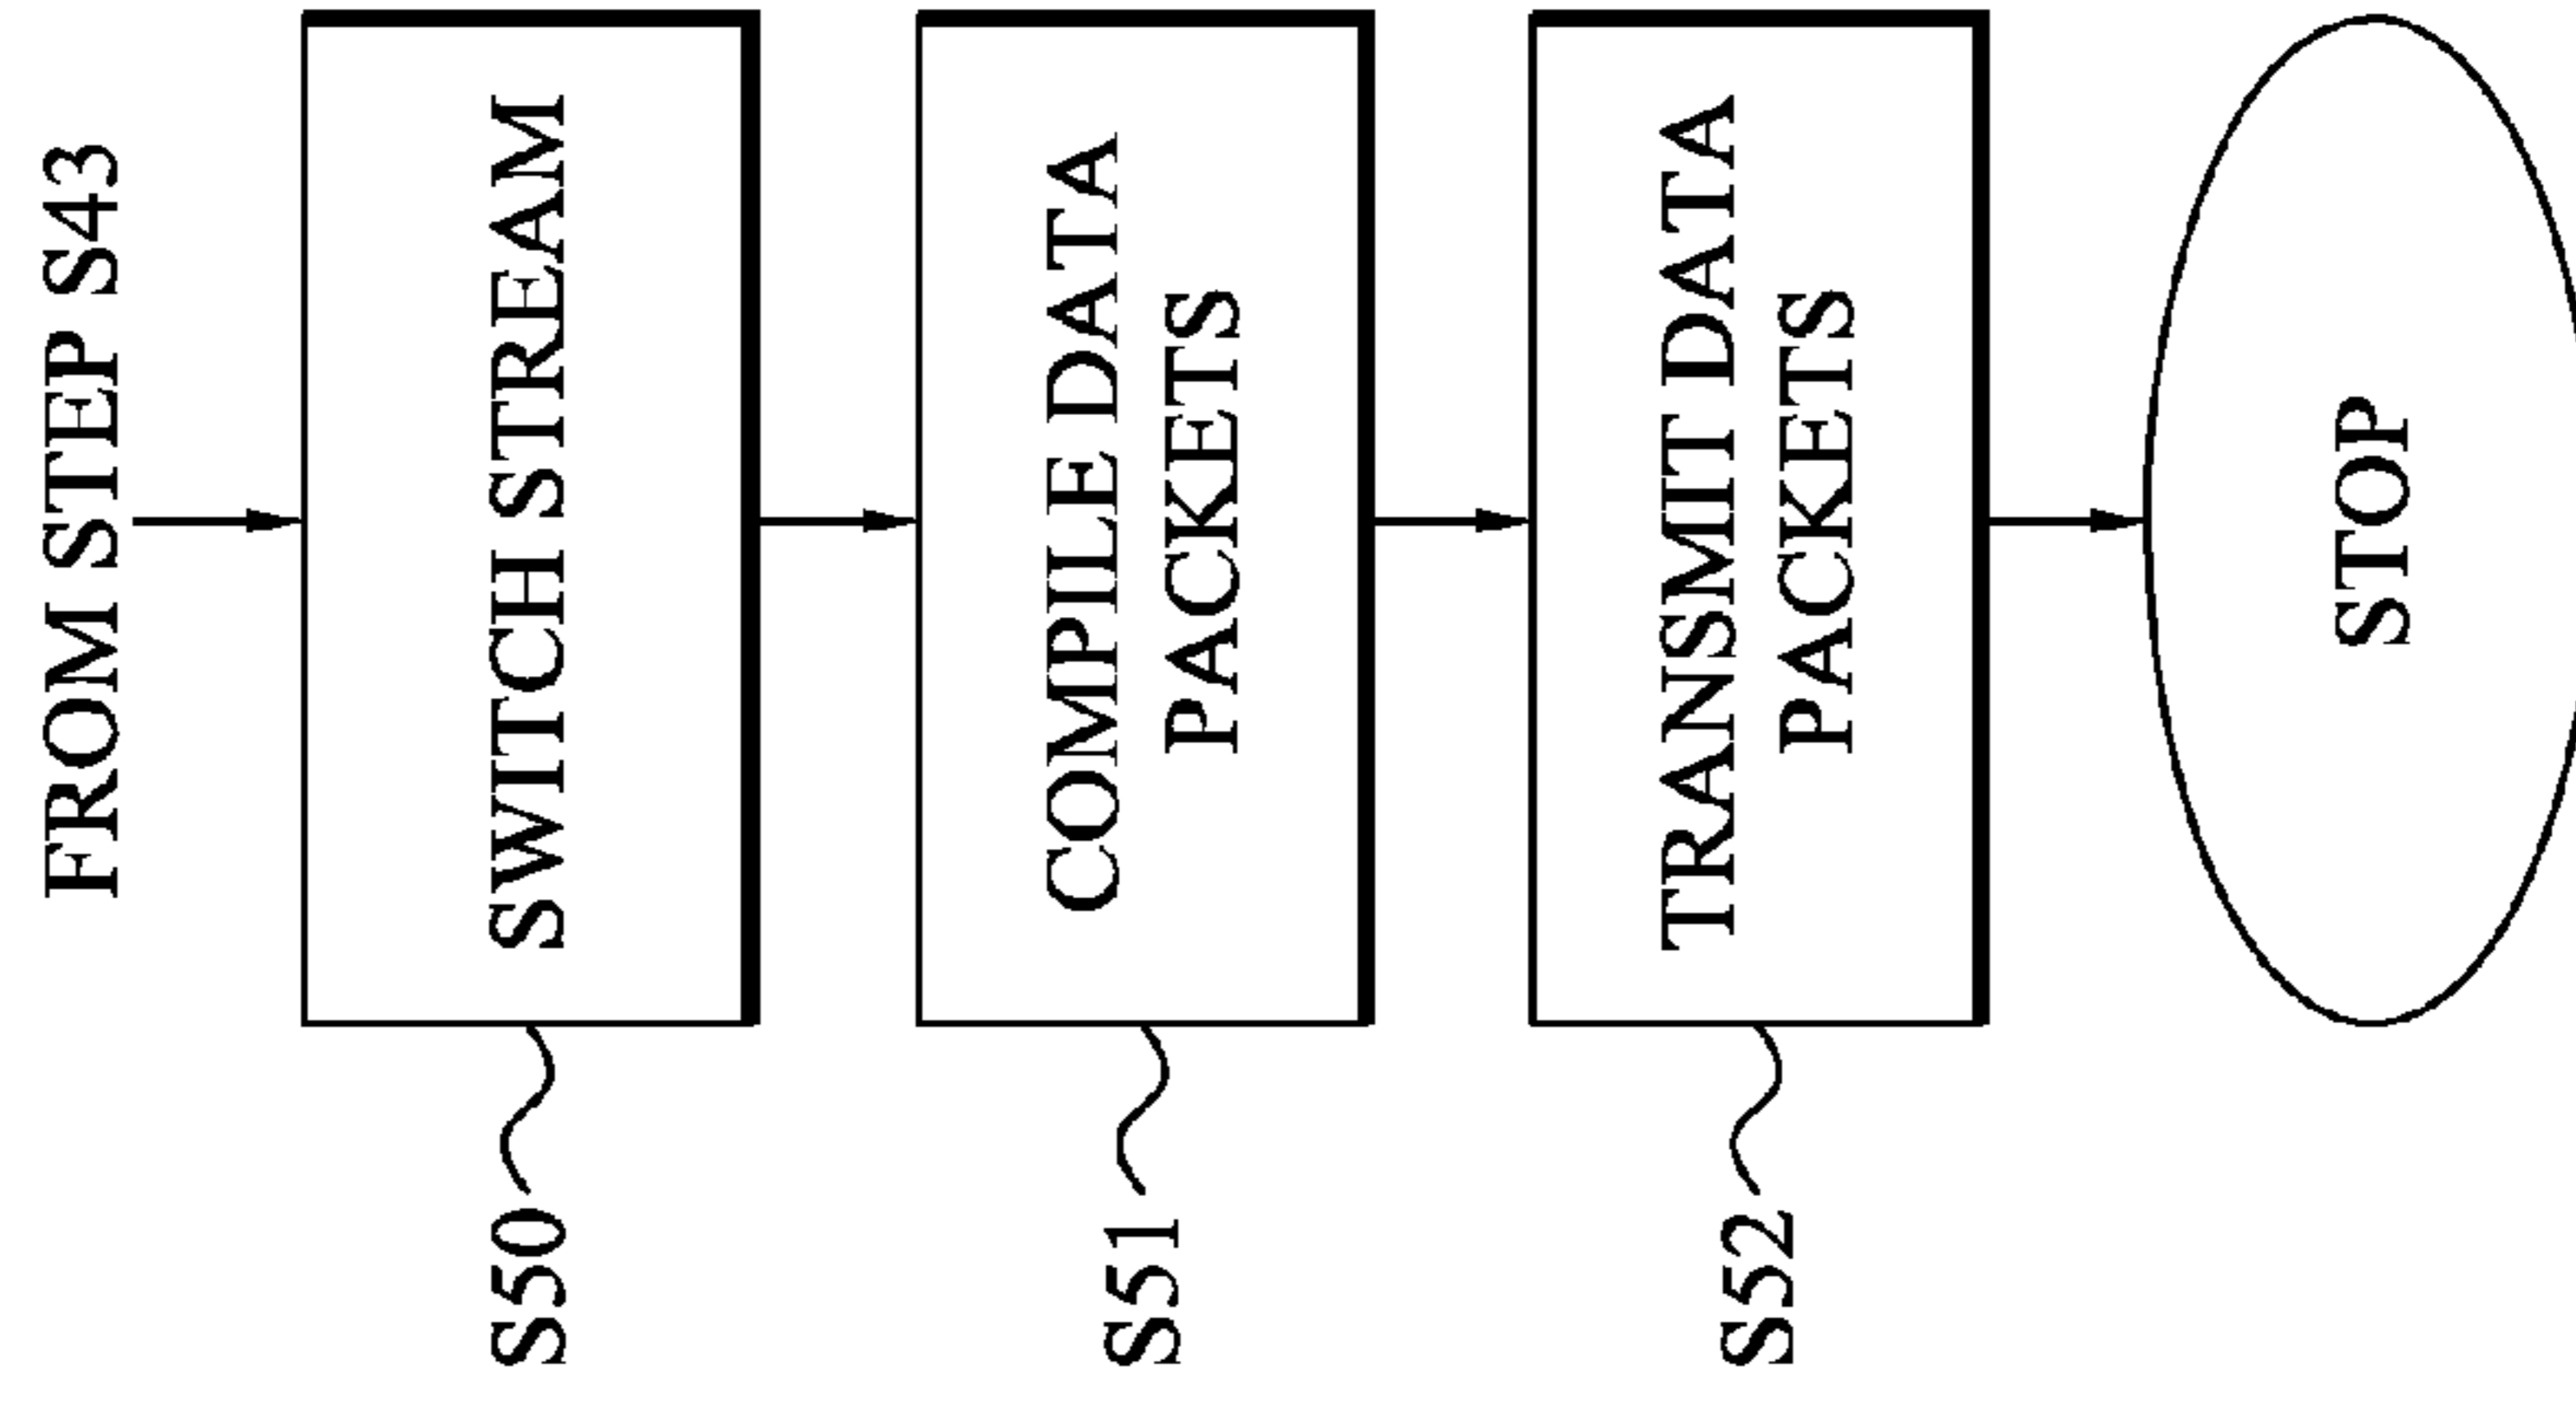 FROM STEP S43
SWITCH STREAM
S50
COMPILE DATA
PACKETS
S51
TRANSMIT DATA
PACKETS
S52
STOP